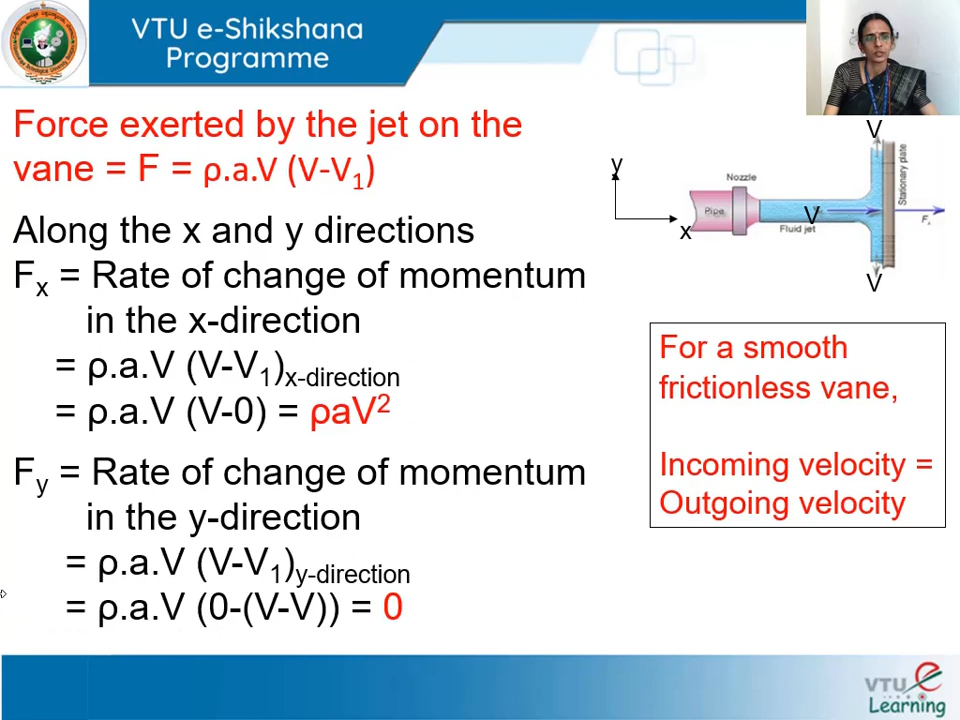 VTU e-Shikshana
Programme
Force exerted by the jet on the
vane = F = ρ.a.V (V-V₁)
Along the x and y directions
Fₓ = Rate of change of momentum
in the x-direction
= ρ.a.V (V-V₁)x-direction
= ρ.a.V (V-0) = ρaV²
Fy = Rate of change of momentum
in the y-direction
= ρ.a.V (V-V₁)y-direction
= ρ.a.V (0-(V-V)) = 0
y
x
Nozzle
Pipe
V
Fluid jet
V
Stationary plate
Fₓ
V
For a smooth
frictionless vane,
Incoming velocity =
Outgoing velocity
VTU e
Learning